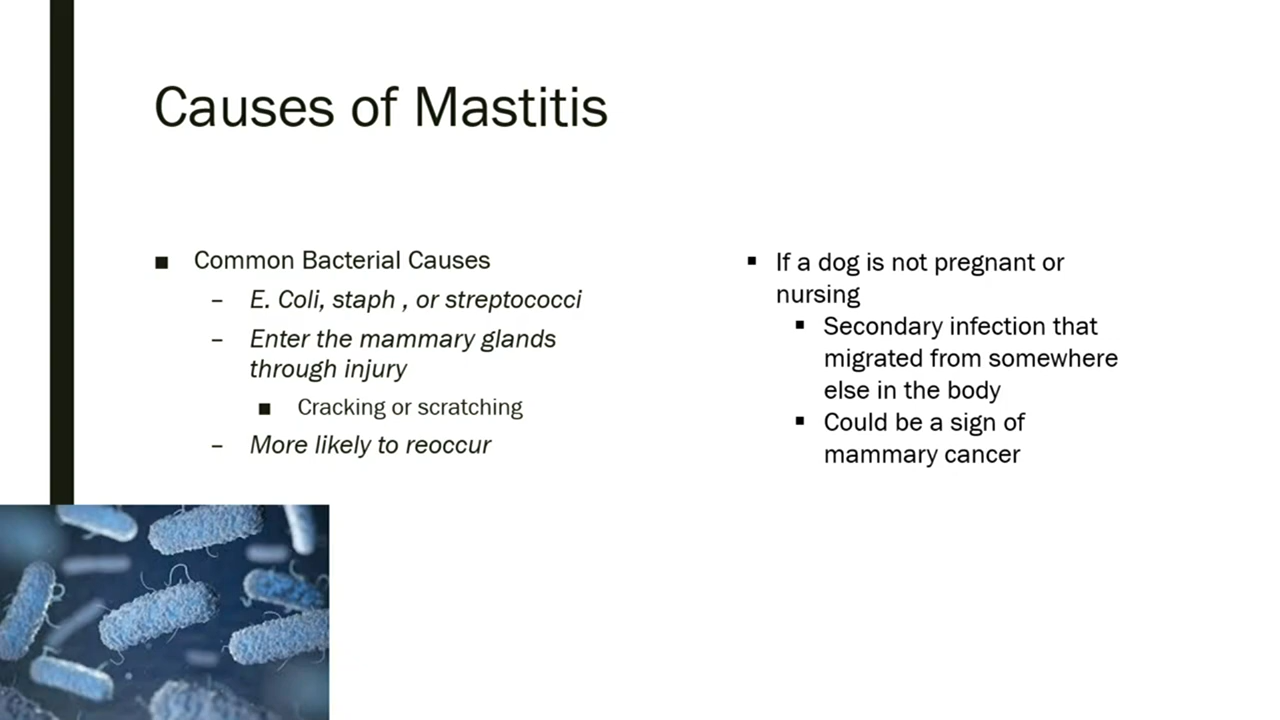 Causes of Mastitis
■ Common Bacterial Causes
– E. Coli, staph , or streptococci
– Enter the mammary glands
through injury
■ Cracking or scratching
– More likely to reoccur
▪ If a dog is not pregnant or
nursing
▪ Secondary infection that
migrated from somewhere
else in the body
▪ Could be a sign of
mammary cancer